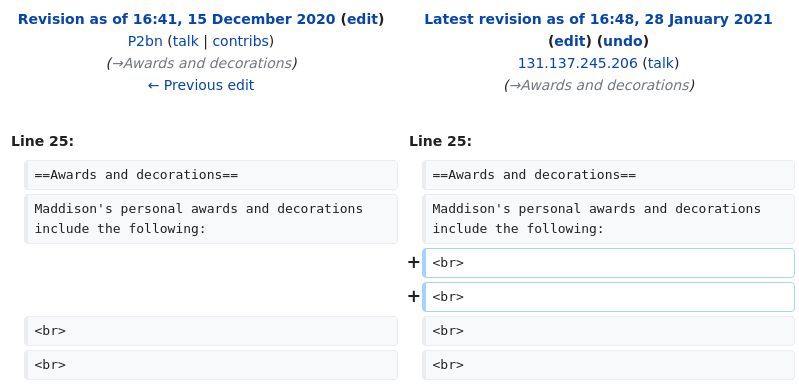 Revision as of 16:41, 15 December 2020 (edit)
P2bn (talk | contribs)
(→Awards and decorations)
← Previous edit
Latest revision as of 16:48, 28 January 2021
(edit) (undo)
131.137.245.206 (talk)
(→Awards and decorations)
Line 25:
Line 25:
==Awards and decorations==
==Awards and decorations==
Maddison's personal awards and decorations
include the following:
Maddison's personal awards and decorations
include the following:
+ <br>
+ <br>
<br>
<br>
<br>
<br>